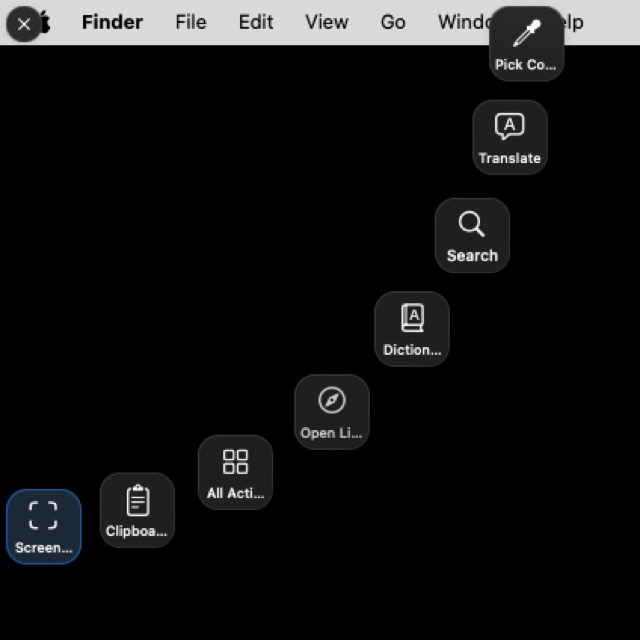 Finder File Edit View Go Windo elp
Pick Co...
Translate
Search
Diction...
Open Li...
All Acti...
Clipboa...
Screen...